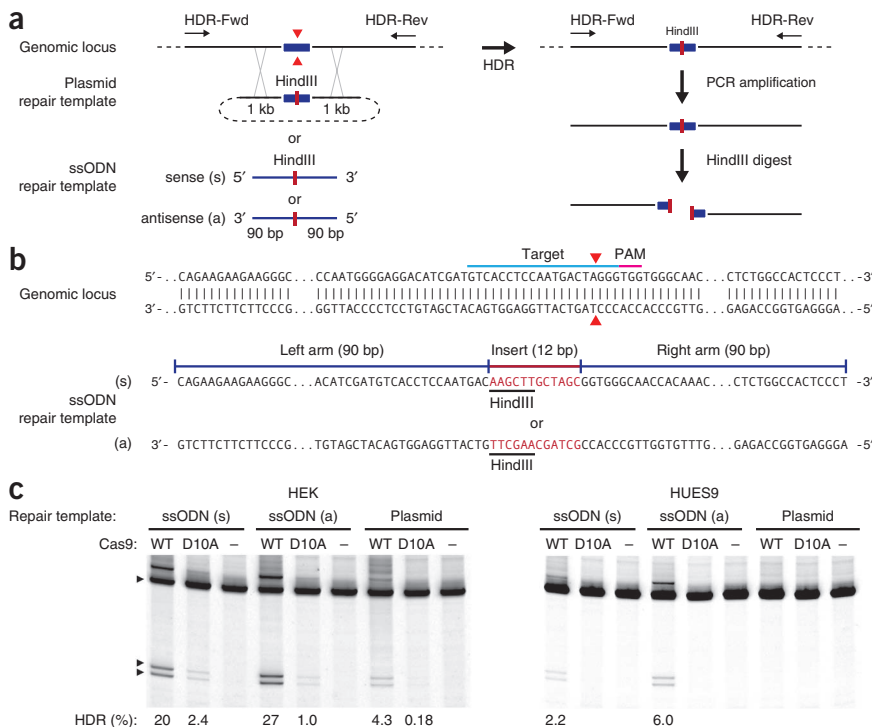 a
HDR-Fwd HDR-Rev HDR-Fwd HDR-Rev
Genomic locus HindIII
HDR
Plasmid repair template HindIII PCR amplification
1 kb 1 kb
or
ssODN repair template HindIII HindIII digest
sense (s) 5′ 3′
or
antisense (a) 3′ 5′
90 bp 90 bp
b
Target PAM
5′-..CAGAAGAAGAAGGGC...CCAATGGGGAGGACATCGATGTCACCTCCAATGACTAGGGTGGTGGGCAAC...CTCTGGCCACTCCCT..-3′
Genomic locus
3′-..GTCTTCTTCTTCCCG...GGTTACCCCTCCTGTAGCTACAGTGGAGGTTACTGATCCCACCACCCGTTG...GAGACCGGTGAGGGA..-5′
Left arm (90 bp) Insert (12 bp) Right arm (90 bp)
(s) 5′- CAGAAGAAGAAGGGC...ACATCGATGTCACCTCCAATGACAAGCTTGCTAGCGGTGGGCAACCACAAAC...CTCTGGCCACTCCCT -3′
ssODN repair template HindIII
or
(a) 3′- GTCTTCTTCTTCCCG...TGTAGCTACAGTGGAGGTTACTGTTCGAACGATCGCCACCCGTTGGTGTTTG...GAGACCGGTGAGGGA -5′
HindIII
c
HEK HUES9
Repair template: ssODN (s) ssODN (a) Plasmid ssODN (s) ssODN (a) Plasmid
Cas9: WT D10A – WT D10A – WT D10A – WT D10A – WT D10A – WT D10A –
HDR (%): 20 2.4 27 1.0 4.3 0.18 2.2 6.0